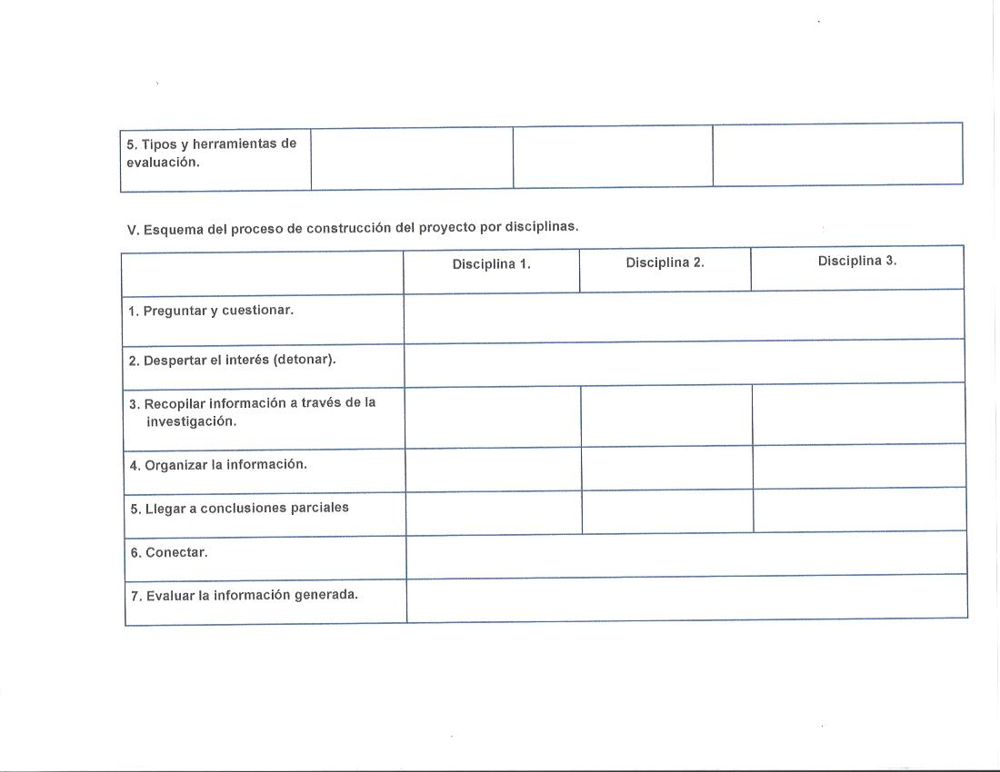 5. Tipos y herramientas de
evaluación.
V. Esquema del proceso de construcción del proyecto por disciplinas.
Disciplina 1.
Disciplina 2.
Disciplina 3.
1. Preguntar y cuestionar.
2. Despertar el interés (detonar).
3. Recopilar información a través de la
investigación.
4. Organizar la información.
5. Llegar a conclusiones parciales
6. Conectar.
7. Evaluar la información generada.